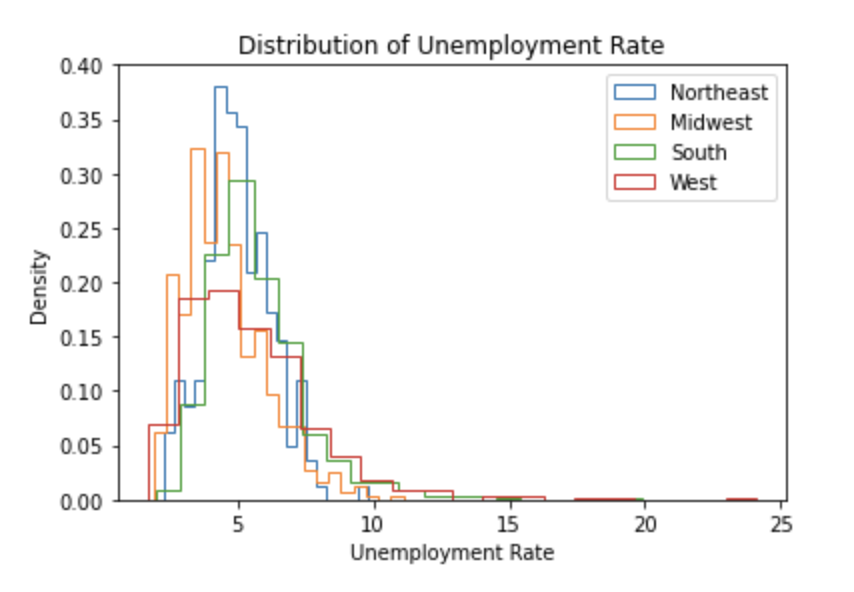 Distribution of Unemployment Rate
0.40
0.35
0.30
0.25
0.20
0.15
0.10
0.05
0.00
Density
Northeast
Midwest
South
West
5 10 15 20 25
Unemployment Rate